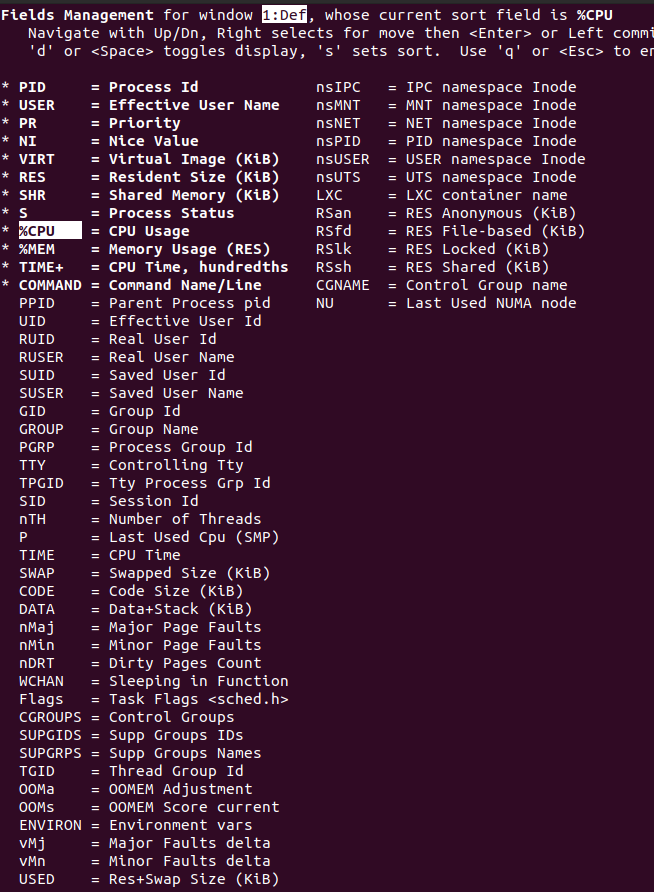 Fields Management for window 1:Def, whose current sort field is %CPU
   Navigate with Up/Dn, Right selects for move then <Enter> or Left commi
   'd' or <Space> toggles display, 's' sets sort.  Use 'q' or <Esc> to en
* PID     = Process Id             nsIPC   = IPC namespace Inode
* USER    = Effective User Name    nsMNT   = MNT namespace Inode
* PR      = Priority               nsNET   = NET namespace Inode
* NI      = Nice Value             nsPID   = PID namespace Inode
* VIRT    = Virtual Image (KiB)    nsUSER  = USER namespace Inode
* RES     = Resident Size (KiB)    nsUTS   = UTS namespace Inode
* SHR     = Shared Memory (KiB)    LXC     = LXC container name
* S       = Process Status         RSan    = RES Anonymous (KiB)
* %CPU    = CPU Usage              RSfd    = RES File-based (KiB)
* %MEM    = Memory Usage (RES)     RSlk    = RES Locked (KiB)
* TIME+   = CPU Time, hundredths   RSsh    = RES Shared (KiB)
* COMMAND = Command Name/Line      CGNAME  = Control Group name
  PPID    = Parent Process pid     NU      = Last Used NUMA node
  UID     = Effective User Id
  RUID    = Real User Id
  RUSER   = Real User Name
  SUID    = Saved User Id
  SUSER   = Saved User Name
  GID     = Group Id
  GROUP   = Group Name
  PGRP    = Process Group Id
  TTY     = Controlling Tty
  TPGID   = Tty Process Grp Id
  SID     = Session Id
  nTH     = Number of Threads
  P       = Last Used Cpu (SMP)
  TIME    = CPU Time
  SWAP    = Swapped Size (KiB)
  CODE    = Code Size (KiB)
  DATA    = Data+Stack (KiB)
  nMaj    = Major Page Faults
  nMin    = Minor Page Faults
  nDRT    = Dirty Pages Count
  WCHAN   = Sleeping in Function
  Flags   = Task Flags <sched.h>
  CGROUPS = Control Groups
  SUPGIDS = Supp Groups IDs
  SUPGRPS = Supp Groups Names
  TGID    = Thread Group Id
  OOMa    = OOMEM Adjustment
  OOMs    = OOMEM Score current
  ENVIRON = Environment vars
  vMj     = Major Faults delta
  vMn     = Minor Faults delta
  USED    = Res+Swap Size (KiB)